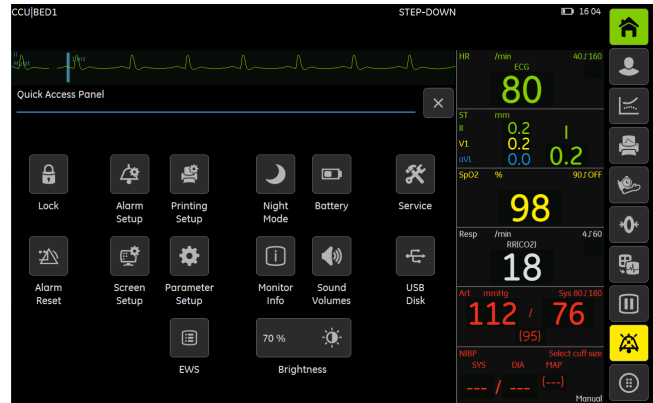 CCU|BED1 STEP-DOWN 16 04
II 1 mV
Quick Access Panel
Lock
Alarm Setup
Printing Setup
Night Mode
Battery
Service
Alarm Reset
Screen Setup
Parameter Setup
Monitor Info
Sound Volumes
USB Disk
EWS
70 %
Brightness
HR /min 40 160
ECG
80
ST mm
II 0.2 I
V1 0.2
aVL 0.0 0.2
SpO2 % 90 OFF
98
Resp /min 4 60
RR(CO2)
18
Art mmHg Sys 80 180
112 / 76
(95)
NIBP Select cuff size
SYS DIA MAP
--- / --- (---)
Manual